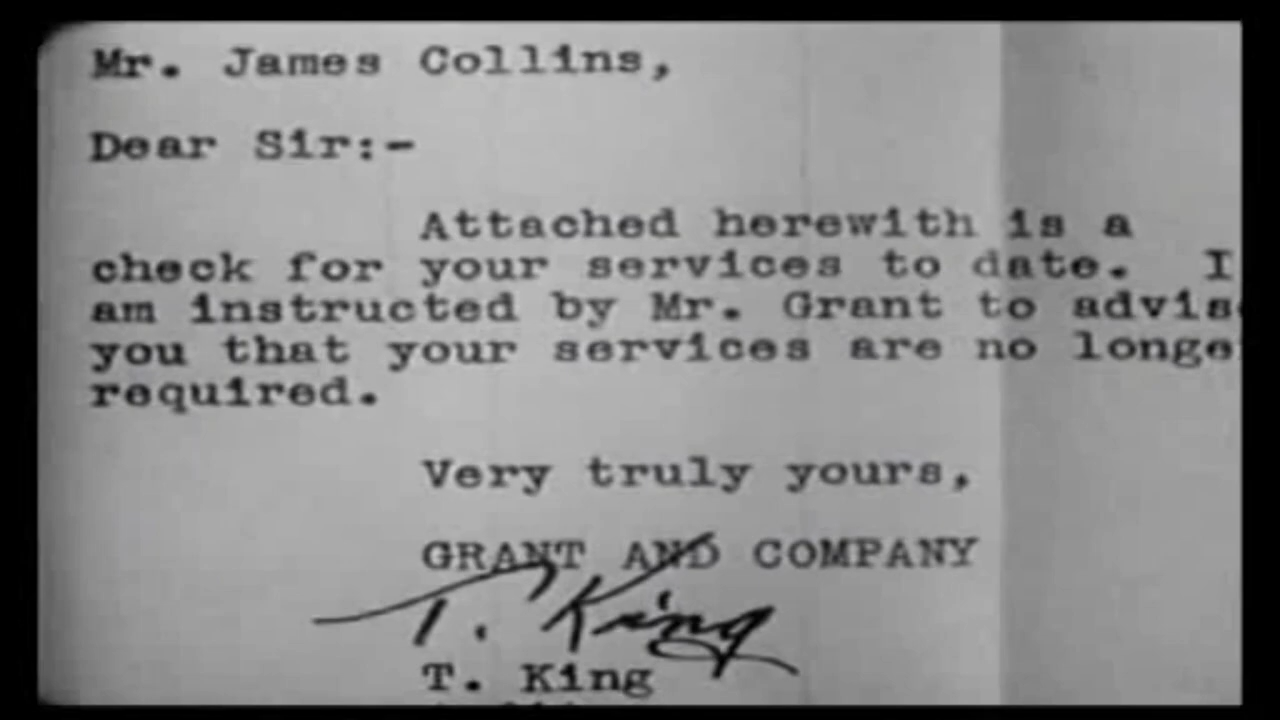 Mr. James Collins,
Dear Sir:-
Attached herewith is a
check for your services to date. I
am instructed by Mr. Grant to advis
you that your services are no longe
required.
Very truly yours,
GRANT AND COMPANY
T. King
T. King